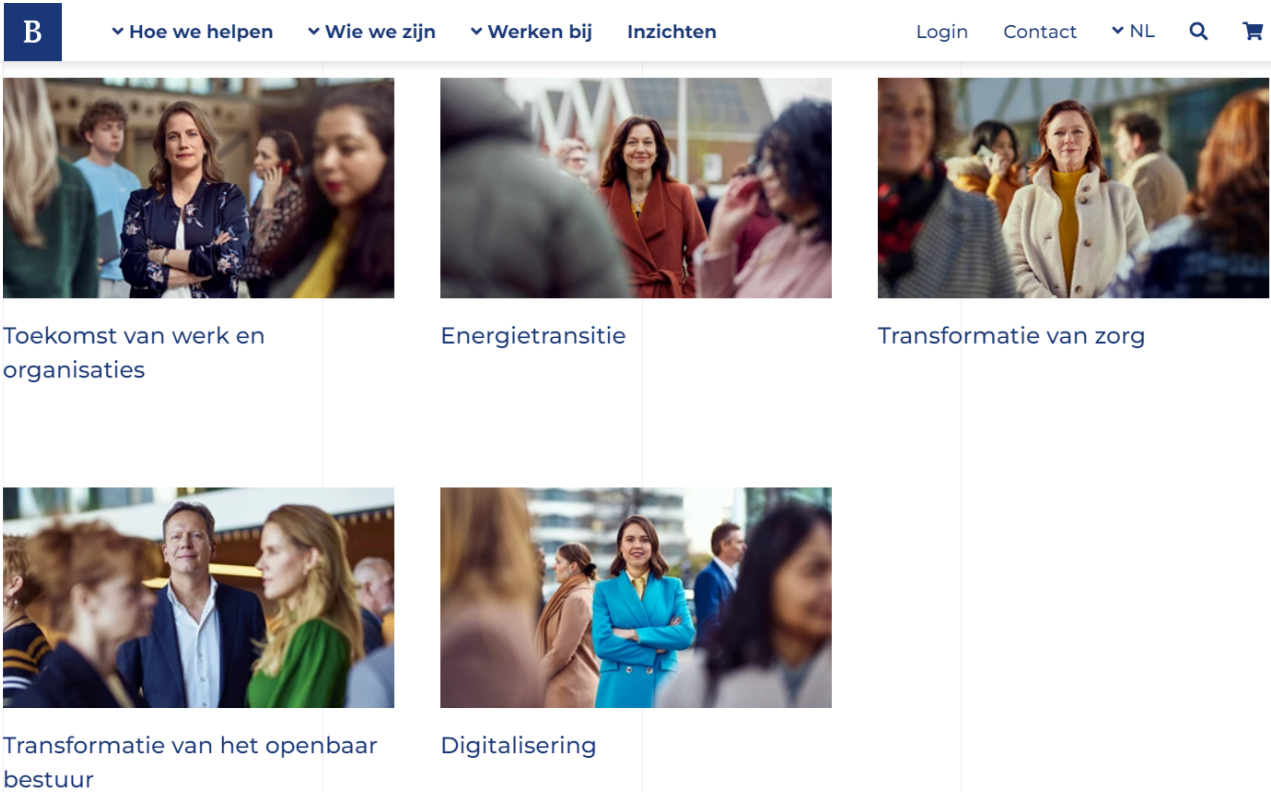 B
Hoe we helpen
Wie we zijn
Werken bij
Inzichten
Login
Contact
NL
Toekomst van werk en
organisaties
Energietransitie
Transformatie van zorg
Transformatie van het openbaar
bestuur
Digitalisering